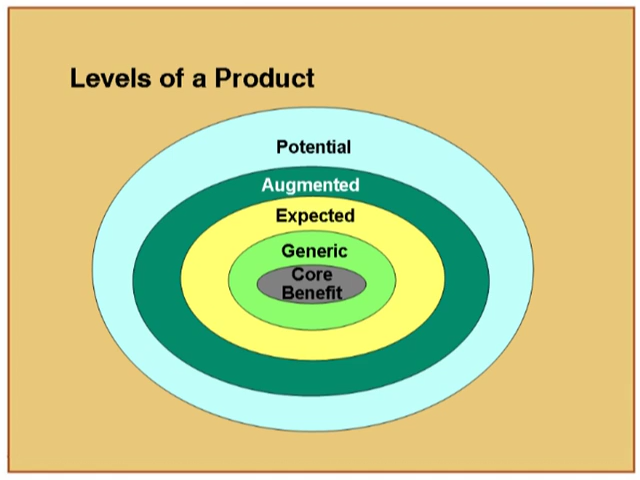 Levels of a Product
Potential
Augmented
Expected
Generic
Core
Benefit